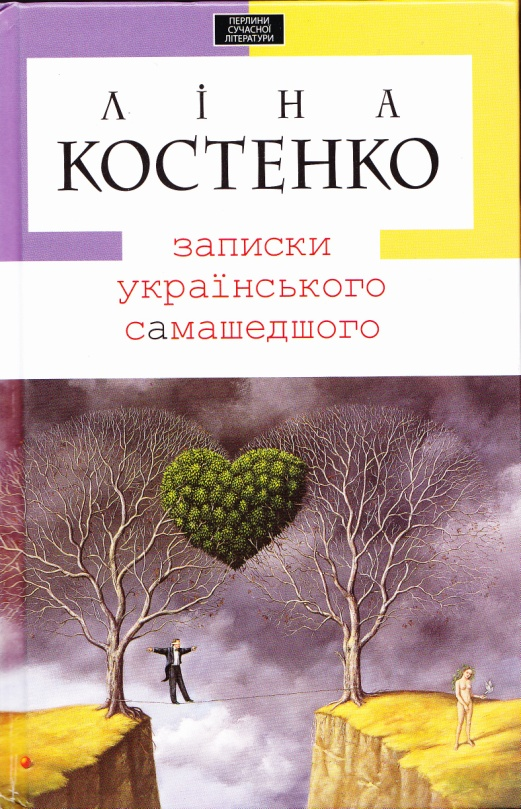 ПЕРЛИНИ
СУЧАСНОЇ
ЛІТЕРАТУРИ
ЛІНА
КОСТЕНКО
записки
українського
самашедшого